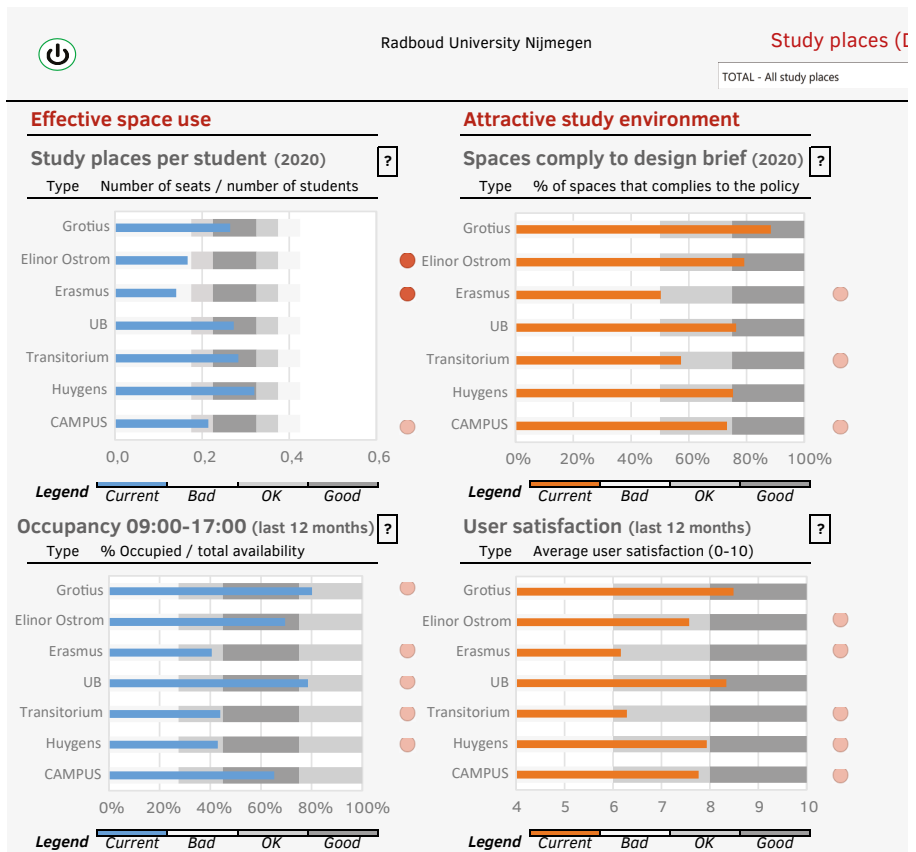 Radboud University Nijmegen
Study places (D
TOTAL - All study places
Effective space use
Study places per student (2020) ?
Type Number of seats / number of students
Grotius
Elinor Ostrom
Erasmus
UB
Transitorium
Huygens
CAMPUS
0,0 0,2 0,4 0,6
Legend Current Bad OK Good
Attractive study environment
Spaces comply to design brief (2020) ?
Type % of spaces that complies to the policy
Grotius
Elinor Ostrom
Erasmus
UB
Transitorium
Huygens
CAMPUS
0% 20% 40% 60% 80% 100%
Legend Current Bad OK Good
Occupancy 09:00-17:00 (last 12 months) ?
Type % Occupied / total availability
Grotius
Elinor Ostrom
Erasmus
UB
Transitorium
Huygens
CAMPUS
0% 20% 40% 60% 80% 100%
Legend Current Bad OK Good
User satisfaction (last 12 months) ?
Type Average user satisfaction (0-10)
Grotius
Elinor Ostrom
Erasmus
UB
Transitorium
Huygens
CAMPUS
4 5 6 7 8 9 10
Legend Current Bad OK Good